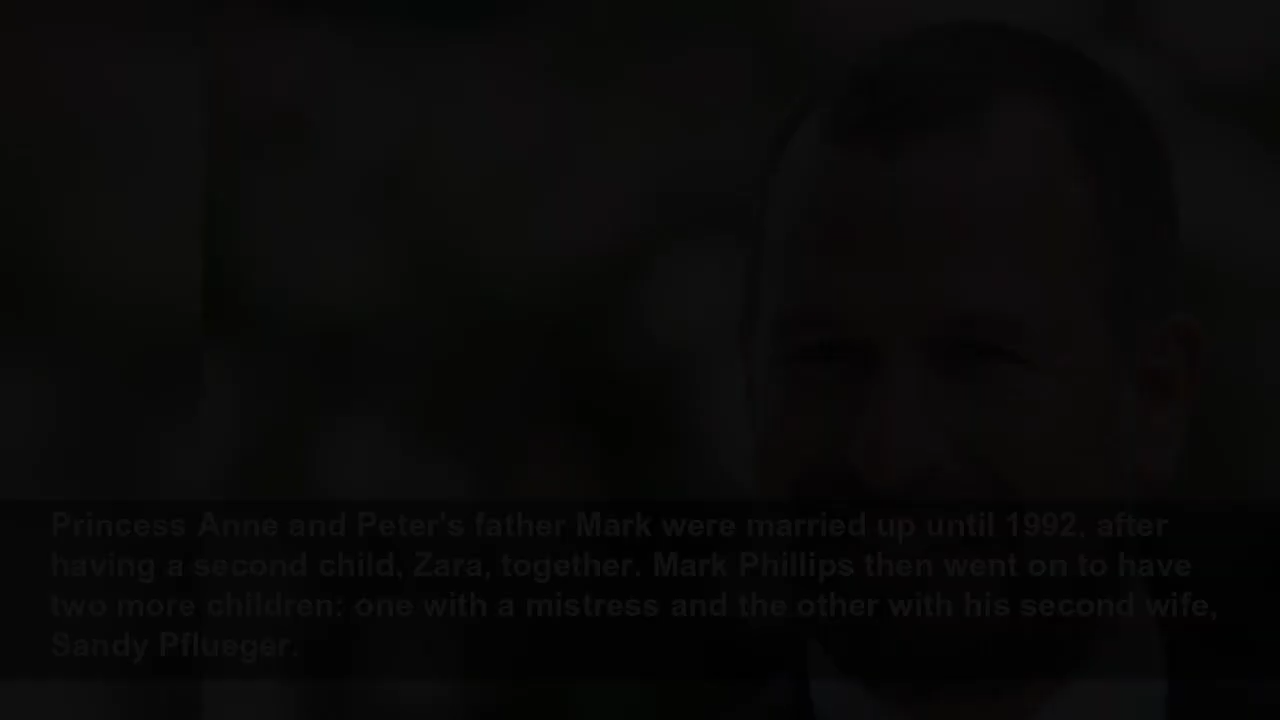 Princess Anne and Peter's father Mark were married up until 1992, after
having a second child, Zara, together. Mark Phillips then went on to have
two more children: one with a mistress and the other with his second wife,
Sandy Pflueger.